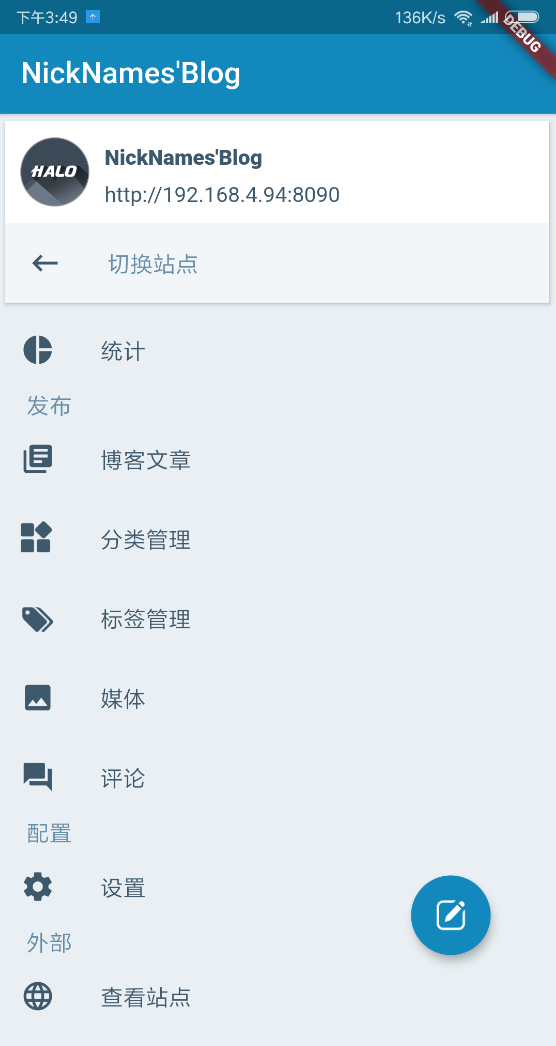 下午3:49
136K/s
DEBUG
NickNames'Blog
HALO
NickNames'Blog
http://192.168.4.94:8090
切换站点
统计
发布
博客文章
分类管理
标签管理
媒体
评论
配置
设置
外部
查看站点